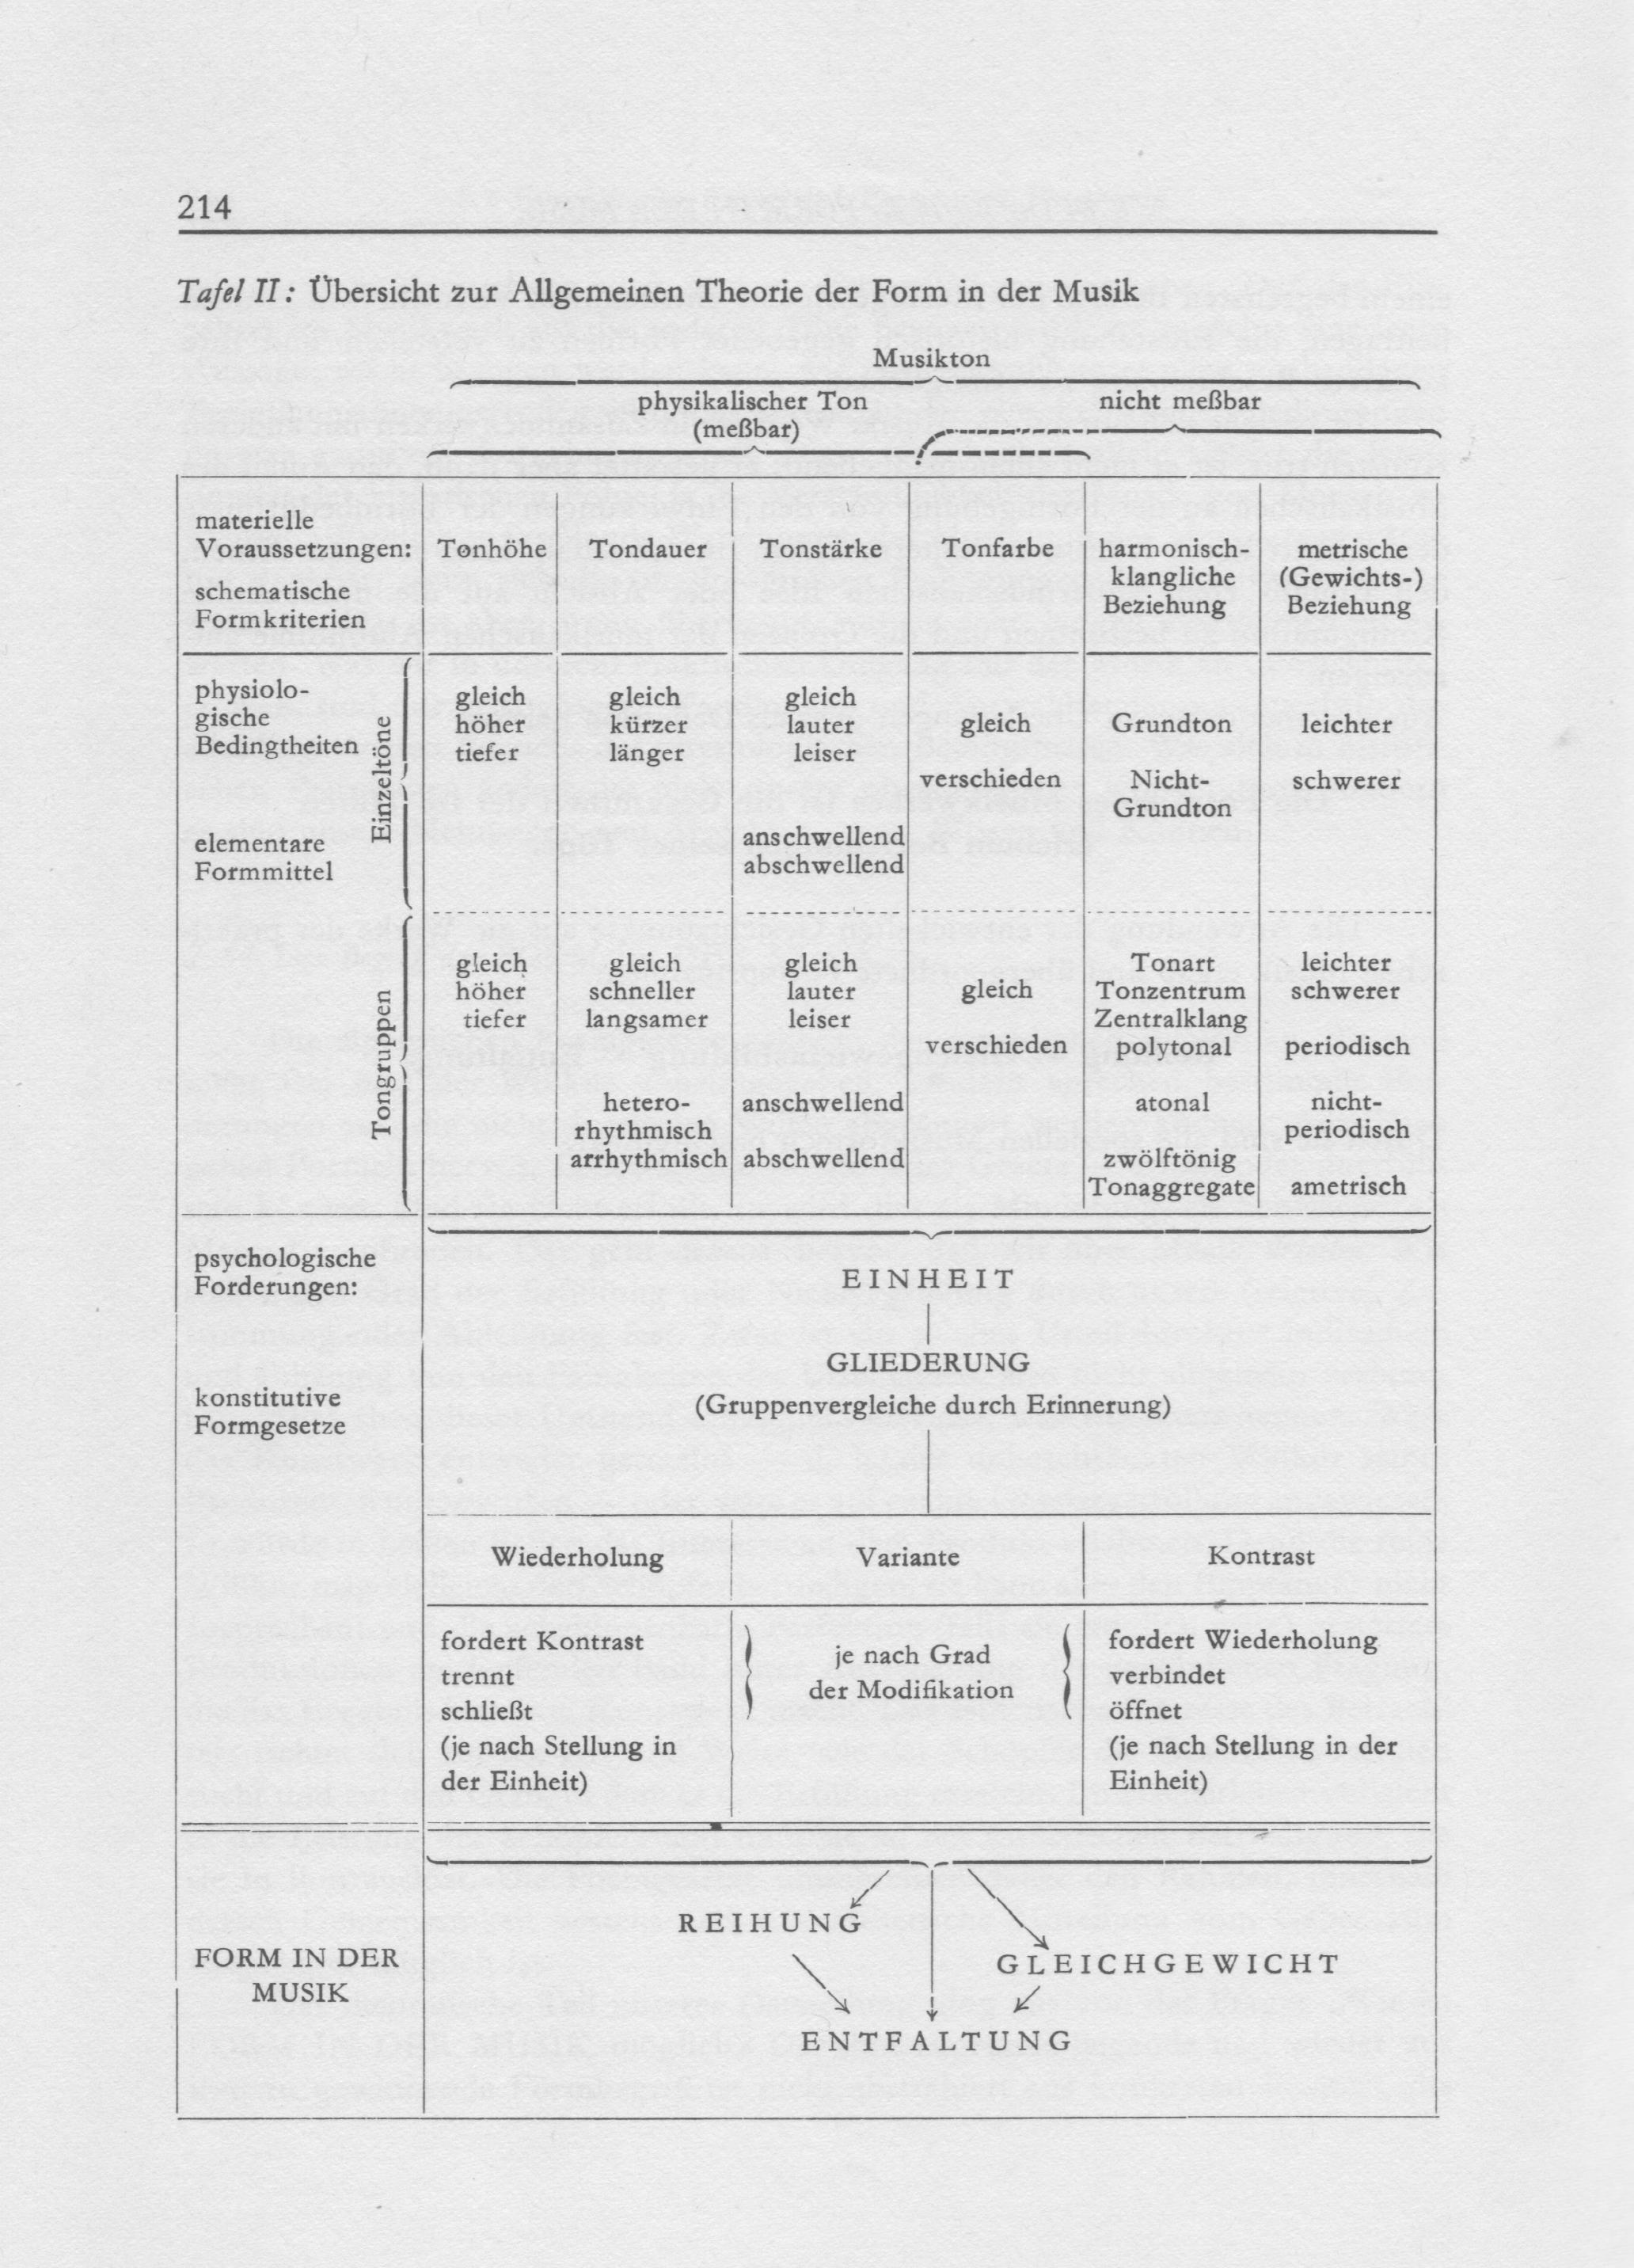 214
Tafel II: Übersicht zur Allgemeinen Theorie der Form in der Musik
Musikton
physikalischer Ton
(meßbar)
nicht meßbar
materielle
Voraussetzungen:
schematische
Formkriterien
Tonhöhe
Tondauer
Tonstärke
Tonfarbe
harmonisch-
klangliche
Beziehung
metrische
(Gewichts-)
Beziehung
physiolo-
gische
Bedingtheiten
elementare
Formmittel
Einzeltöne
gleich
höher
tiefer
gleich
kürzer
länger
gleich
lauter
leiser
anschwellend
abschwellend
gleich
verschieden
Grundton
Nicht-
Grundton
leichter
schwerer
Tongruppen
gleich
höher
tiefer
gleich
schneller
langsamer
hetero-
rhythmisch
arrhythmisch
gleich
lauter
leiser
anschwellend
abschwellend
gleich
verschieden
Tonart
Tonzentrum
Zentralklang
polytonal
atonal
zwölftönig
Tonaggregate
leichter
schwerer
periodisch
nicht-
periodisch
ametrisch
psychologische
Forderungen:
konstitutive
Formgesetze
EINHEIT
GLIEDERUNG
(Gruppenvergleiche durch Erinnerung)
Wiederholung
Variante
Kontrast
fordert Kontrast
trennt
schließt
(je nach Stellung in
der Einheit)
je nach Grad
der Modifikation
fordert Wiederholung
verbindet
öffnet
(je nach Stellung in der
Einheit)
FORM IN DER
MUSIK
REIHUNG
GLEICHGEWICHT
ENTFALTUNG